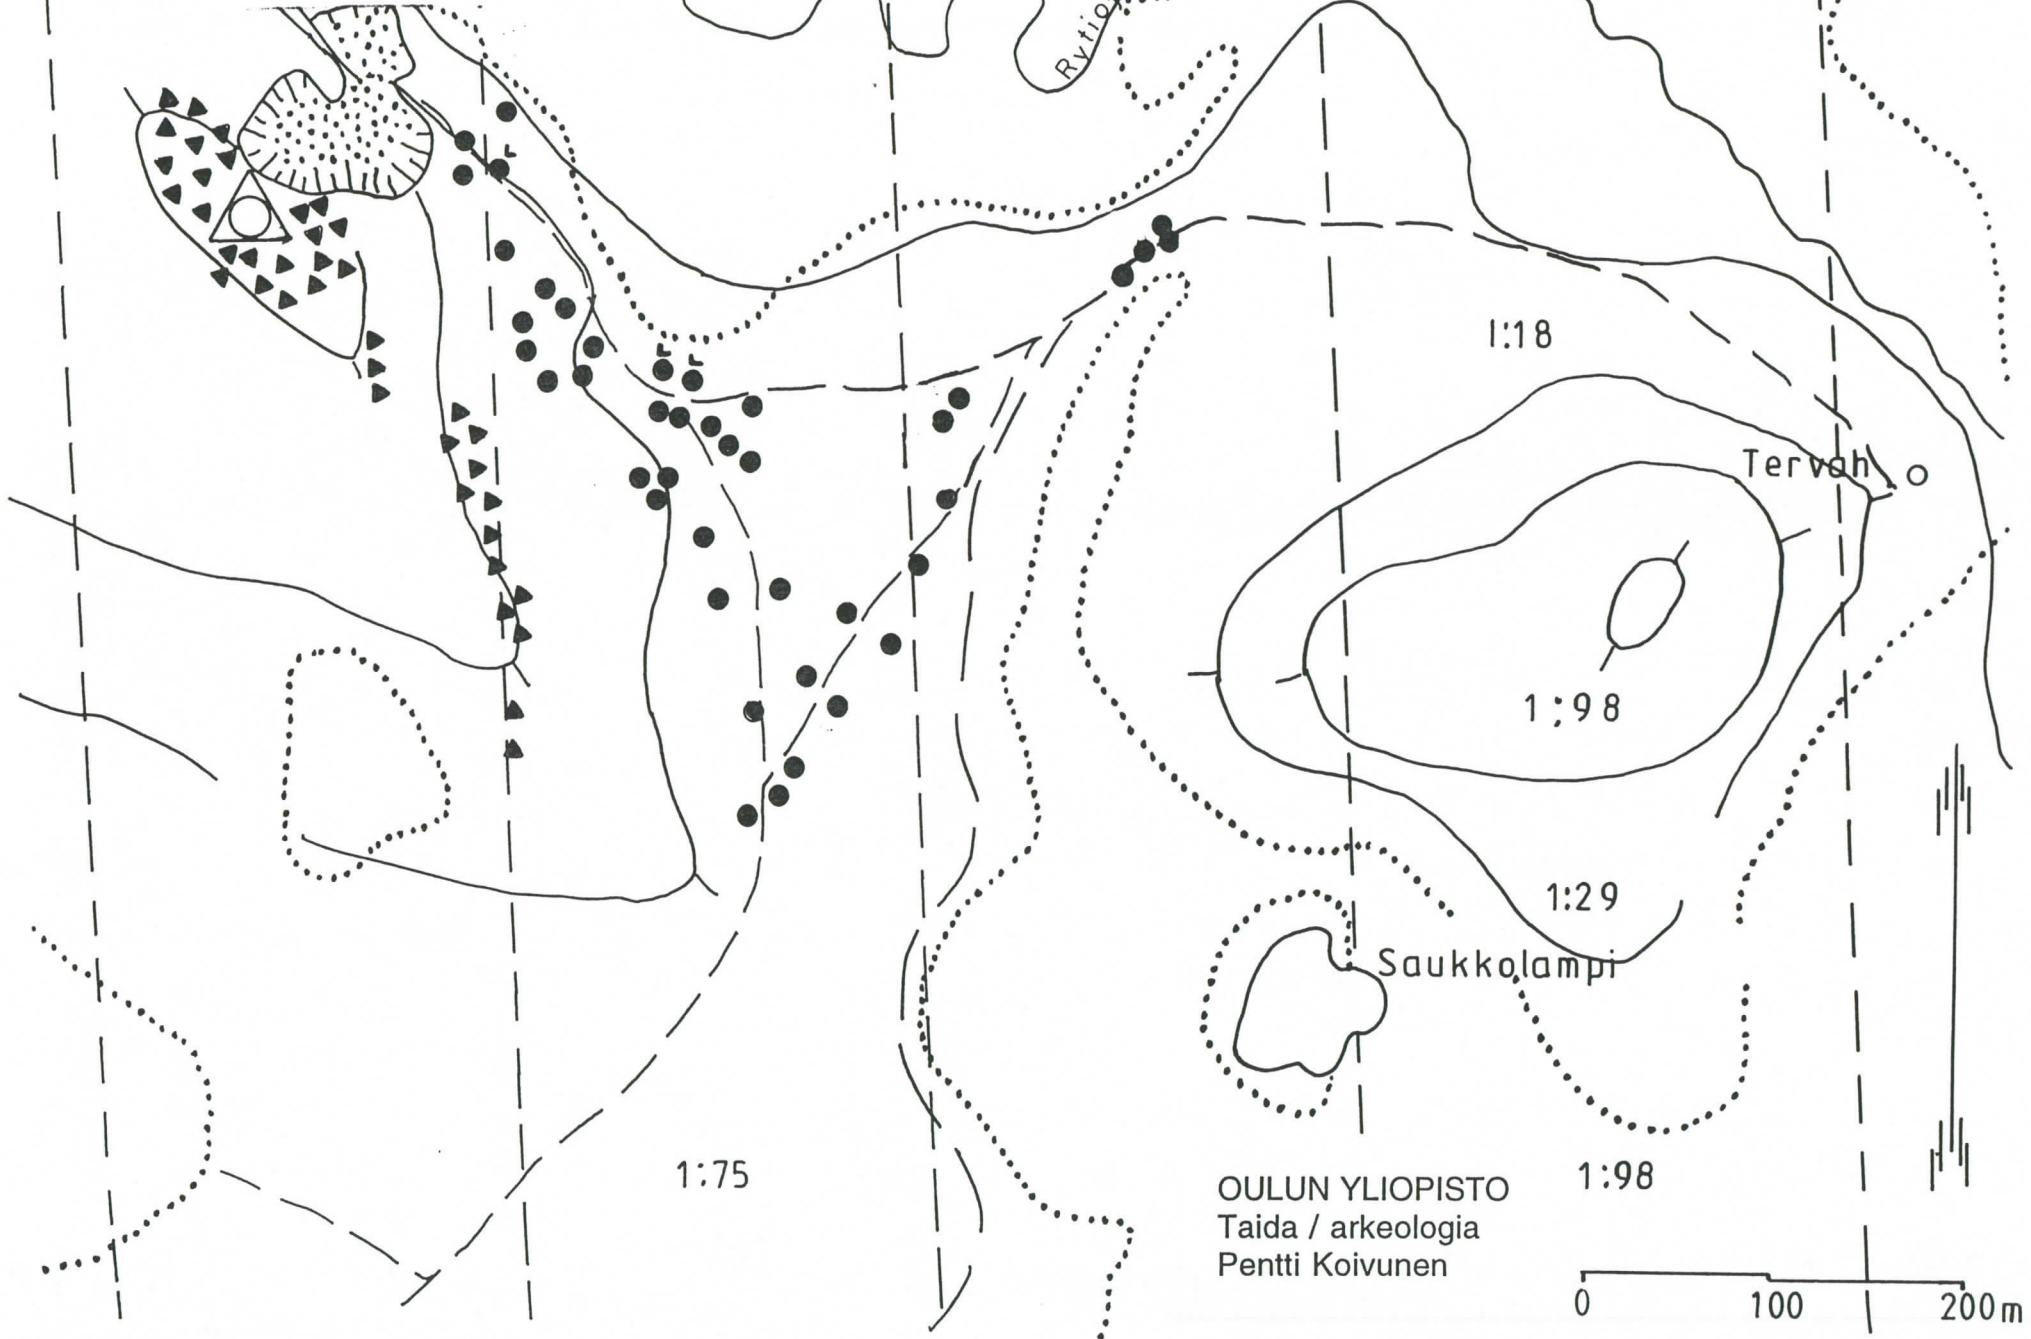 Rytio
1:18
Tervah
1;98
1:29
Saukkolampi
1:75
1:98
OULUN YLIOPISTO
Taida / arkeologia
Pentti Koivunen
0 100 200m